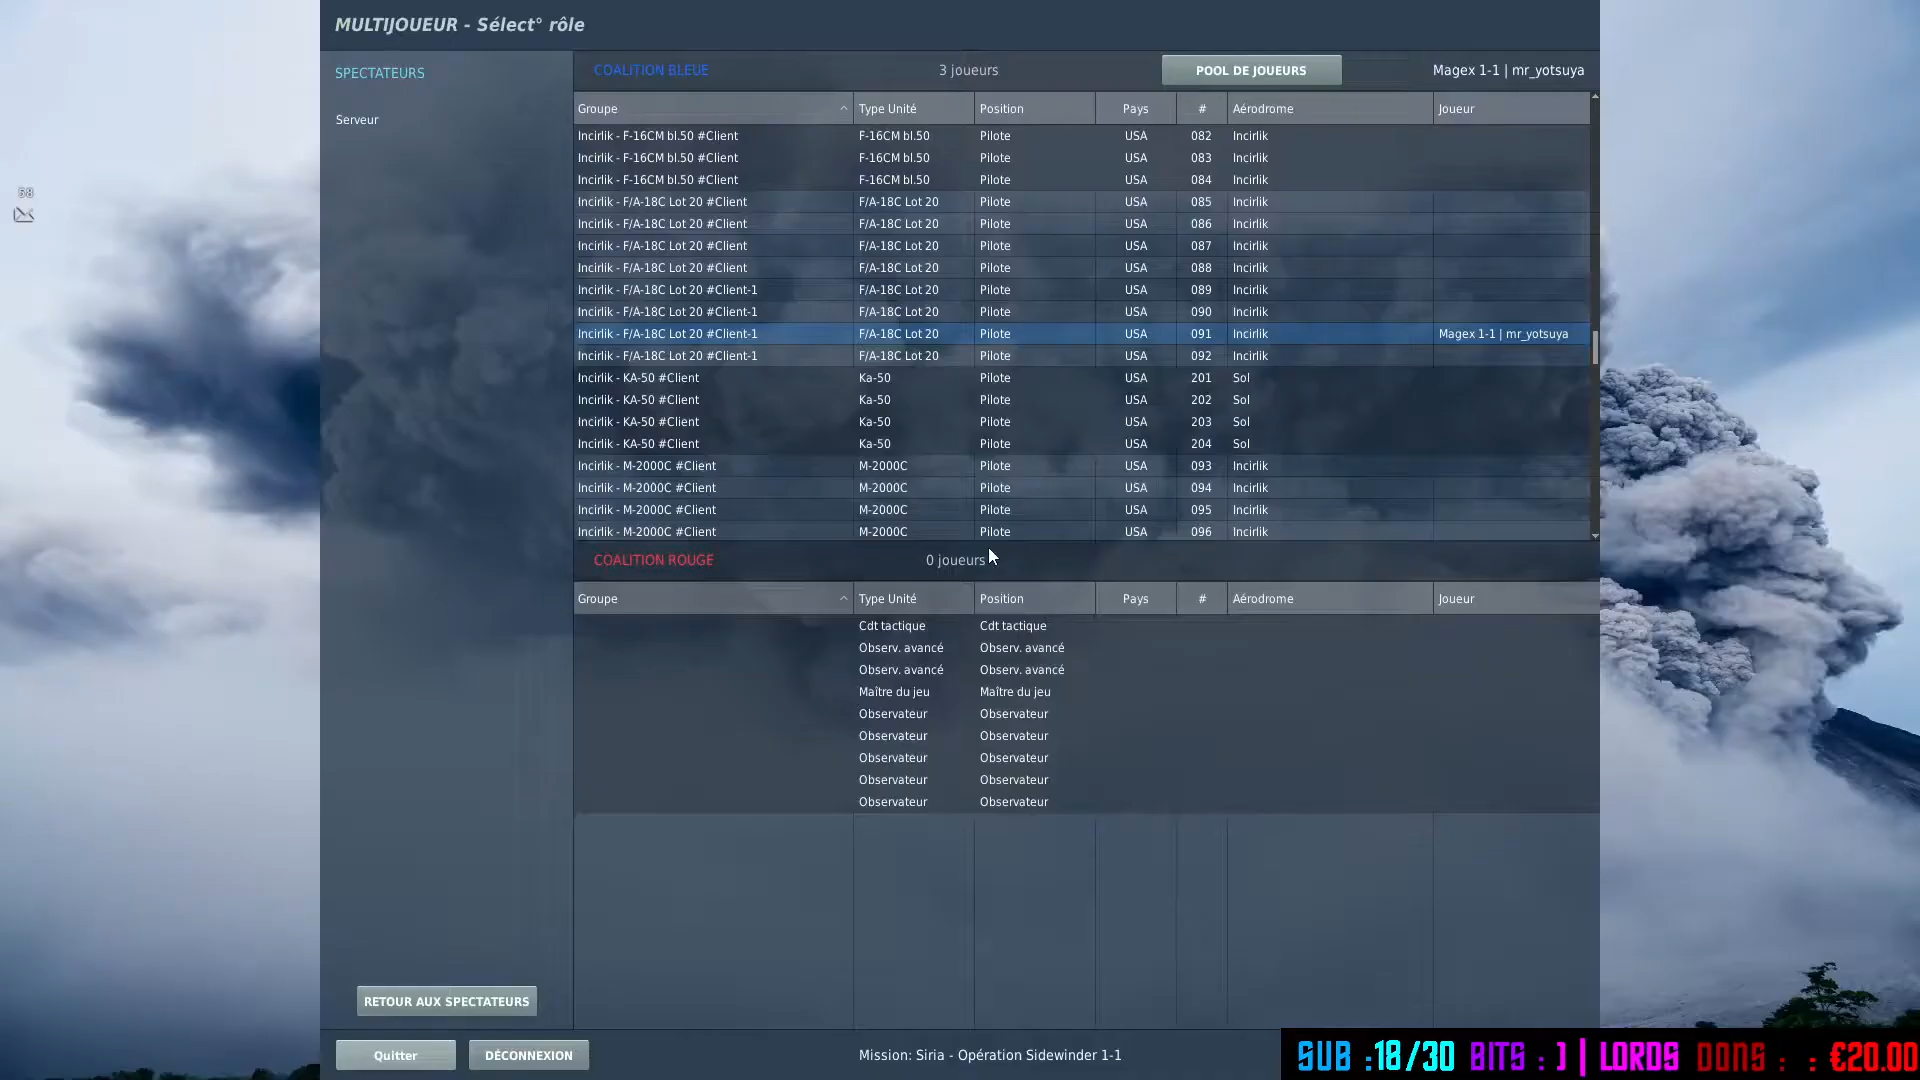 MULTIJOUEUR - Sélect° rôle
SPECTATEURS
Serveur
58
COALITION BLEUE 3 joueurs POOL DE JOUEURS Magex 1-1 | mr_yotsuya
Groupe Type Unité Position Pays # Aérodrome Joueur
Incirlik - F-16CM bl.50 #Client F-16CM bl.50 Pilote USA 082 Incirlik
Incirlik - F-16CM bl.50 #Client F-16CM bl.50 Pilote USA 083 Incirlik
Incirlik - F-16CM bl.50 #Client F-16CM bl.50 Pilote USA 084 Incirlik
Incirlik - F/A-18C Lot 20 #Client F/A-18C Lot 20 Pilote USA 085 Incirlik
Incirlik - F/A-18C Lot 20 #Client F/A-18C Lot 20 Pilote USA 086 Incirlik
Incirlik - F/A-18C Lot 20 #Client F/A-18C Lot 20 Pilote USA 087 Incirlik
Incirlik - F/A-18C Lot 20 #Client F/A-18C Lot 20 Pilote USA 088 Incirlik
Incirlik - F/A-18C Lot 20 #Client-1 F/A-18C Lot 20 Pilote USA 089 Incirlik
Incirlik - F/A-18C Lot 20 #Client-1 F/A-18C Lot 20 Pilote USA 090 Incirlik
Incirlik - F/A-18C Lot 20 #Client-1 F/A-18C Lot 20 Pilote USA 091 Incirlik Magex 1-1 | mr_yotsuya
Incirlik - F/A-18C Lot 20 #Client-1 F/A-18C Lot 20 Pilote USA 092 Incirlik
Incirlik - KA-50 #Client Ka-50 Pilote USA 201 Sol
Incirlik - KA-50 #Client Ka-50 Pilote USA 202 Sol
Incirlik - KA-50 #Client Ka-50 Pilote USA 203 Sol
Incirlik - KA-50 #Client Ka-50 Pilote USA 204 Sol
Incirlik - M-2000C #Client M-2000C Pilote USA 093 Incirlik
Incirlik - M-2000C #Client M-2000C Pilote USA 094 Incirlik
Incirlik - M-2000C #Client M-2000C Pilote USA 095 Incirlik
Incirlik - M-2000C #Client M-2000C Pilote USA 096 Incirlik
COALITION ROUGE 0 joueurs
Groupe Type Unité Position Pays # Aérodrome Joueur
Cdt tactique Cdt tactique
Observ. avancé Observ. avancé
Observ. avancé Observ. avancé
Maître du jeu Maître du jeu
Observateur Observateur
Observateur Observateur
Observateur Observateur
Observateur Observateur
Observateur Observateur
RETOUR AUX SPECTATEURS
Quitter DÉCONNEXION Mission: Siria - Opération Sidewinder 1-1
SUB :18/30 BITS : ) | LORDS DONS : : €20.00